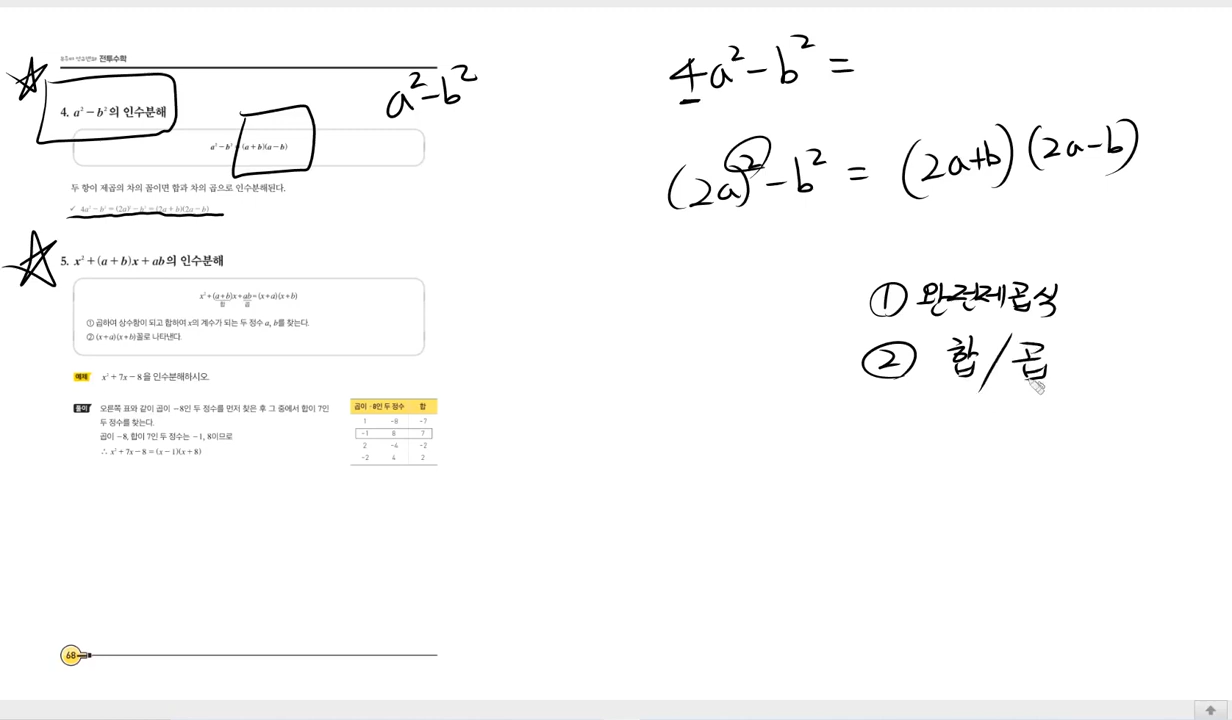 전투수학
4. a² − b²의 인수분해
a² − b² = (a+b)(a−b)
두 항이 제곱의 차의 꼴이면 합과 차의 곱으로 인수분해된다.
✓ 4a² − b² = (2a)² − b² = (2a+b)(2a−b)
5. x² + (a + b)x + ab의 인수분해
x² + (a+b)x + ab = (x+a)(x+b)
합 곱
① 곱하여 상수항이 되고 합하여 x의 계수가 되는 두 정수 a, b를 찾는다.
② (x+a)(x+b)꼴로 나타낸다.
예제 x² + 7x − 8을 인수분해하시오.
풀이 오른쪽 표와 같이 곱이 −8인 두 정수를 먼저 찾은 후 그 중에서 합이 7인
두 정수를 찾는다.
곱이 −8, 합이 7인 두 정수는 −1, 8이므로
∴ x² + 7x − 8 = (x − 1)(x + 8)
곱이 −8인 두 정수 합
1 −8 −7
−1 8 7
2 −4 −2
−2 4 2
68
a² − b²
4a² − b² =
(2a)² − b² = (2a+b)(2a−b)
① 완전제곱식
② 합/곱